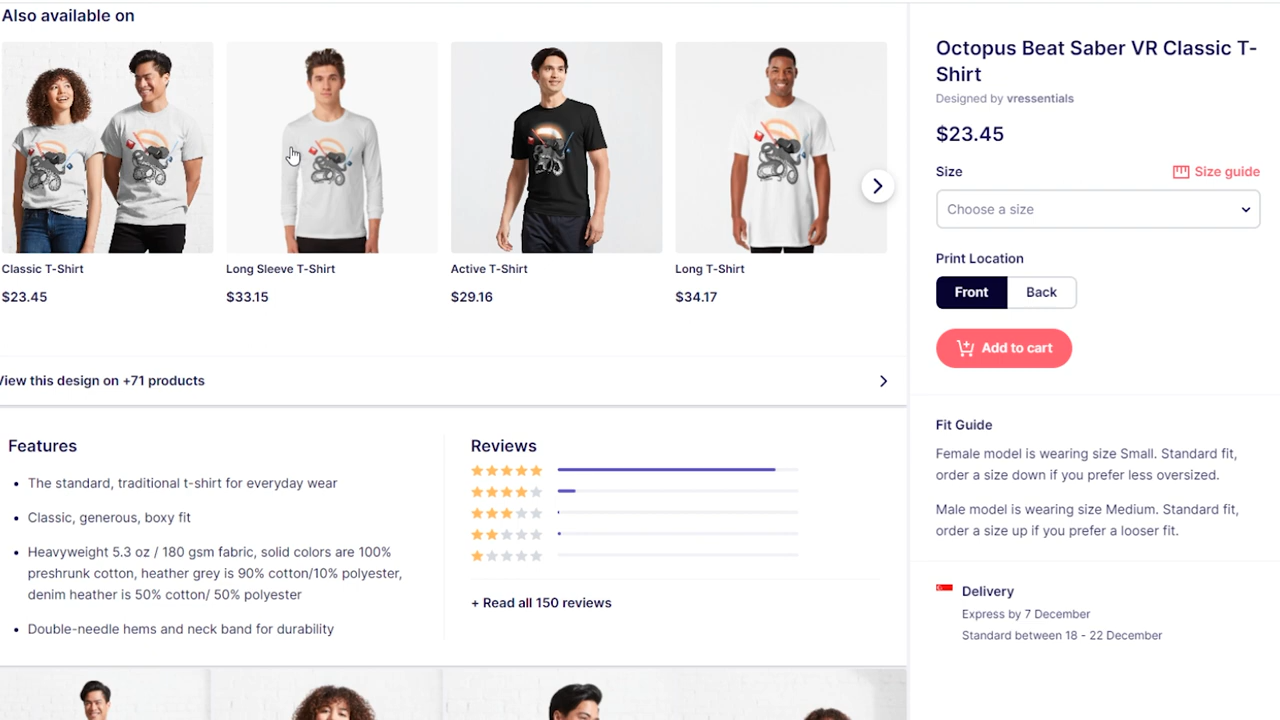 Also available on
Classic T-Shirt
$23.45
Long Sleeve T-Shirt
$33.15
Active T-Shirt
$29.16
Long T-Shirt
$34.17
View this design on +71 products
Features
The standard, traditional t-shirt for everyday wear
Classic, generous, boxy fit
Heavyweight 5.3 oz / 180 gsm fabric, solid colors are 100%
preshrunk cotton, heather grey is 90% cotton/10% polyester,
denim heather is 50% cotton/ 50% polyester
Double-needle hems and neck band for durability
Reviews
+ Read all 150 reviews
Octopus Beat Saber VR Classic T-
Shirt
Designed by vressentials
$23.45
Size
Size guide
Choose a size
Print Location
Front
Back
Add to cart
Fit Guide
Female model is wearing size Small. Standard fit,
order a size down if you prefer less oversized.
Male model is wearing size Medium. Standard fit,
order a size up if you prefer a looser fit.
Delivery
Express by 7 December
Standard between 18 - 22 December